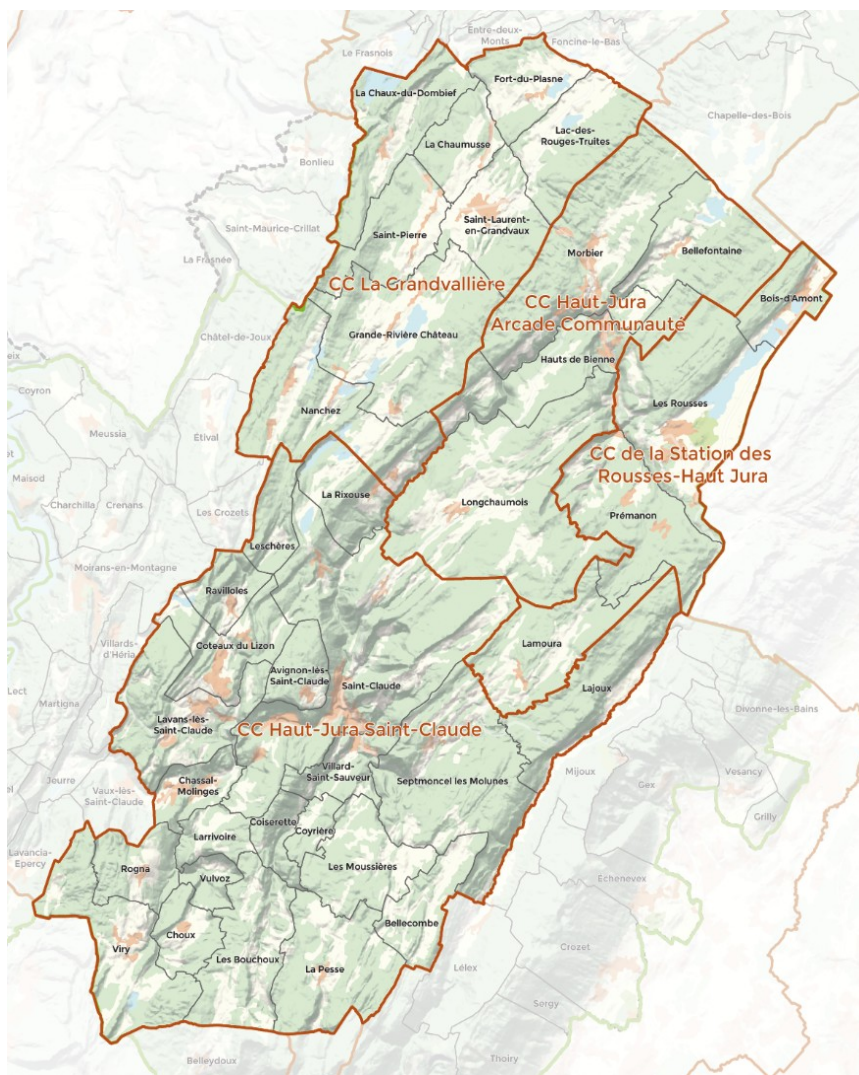 Entre-deux-
Monts
Foncine-le-Bas
Le Frasnois
Fort-du-Plasne
La Chaux-du-Dombief
Chapelle-des-Bois
Lac-des-
Rouges-Truites
La Chaumusse
Bonlieu
Saint-Maurice-Crillat
Saint-Laurent-
en-Grandvaux
Saint-Pierre
Morbier
Bellefontaine
La Frasnée
CC La Grandvallière
CC Haut-Jura
Arcade Communauté
Bois-d'Amont
Châtel-de-Joux
Grande-Rivière Château
Hauts de Bienne
Coyron
Les Rousses
Nanchez
Meussia
Étival
CC de la Station des
Rousses-Haut Jura
Maisod
Charchilla
Crenans
La Rixouse
Longchaumois
Les Crozets
Prémanon
Leschères
Moirans-en-Montagne
Ravilloles
Villards-
d'Héria
Coteaux du Lizon
Lamoura
Avignon-lès-
Saint-Claude
Saint-Claude
Lajoux
Lect
Martigna
Divonne-les-Bains
Lavans-lès-
Saint-Claude
CC Haut-Jura Saint-Claude
Villard-
Saint-Sauveur
Mijoux
Vesancy
Gex
Jeurre
Chassal-
Molinges
Septmoncel les Molunes
Vaux-lès-
Saint-Claude
Grilly
Coiserette
Coyrière
Larrivoire
Lavancia-
Epercy
Rogna
Les Moussières
Vulvoz
Échenevex
Bellecombe
Choux
Viry
Crozet
Les Bouchoux
La Pesse
Lélex
Sergy
Belleydoux
Thoiry